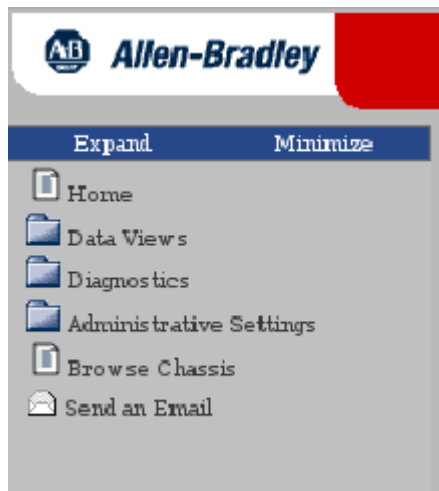 AB
Allen-Bradley
Expand Minimize
Home
Data Views
Diagnostics
Administrative Settings
Browse Chassis
Send an Email